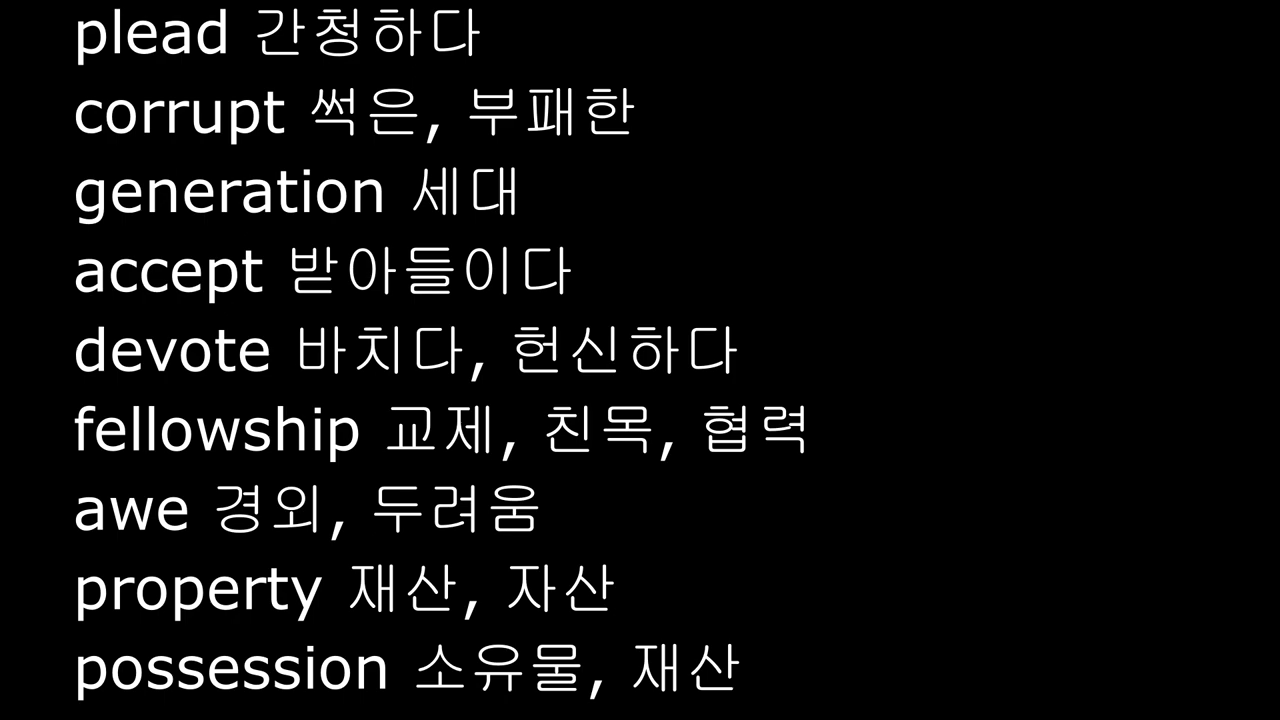 plead 간청하다
corrupt 썩은, 부패한
generation 세대
accept 받아들이다
devote 바치다, 헌신하다
fellowship 교제, 친목, 협력
awe 경외, 두려움
property 재산, 자산
possession 소유물, 재산